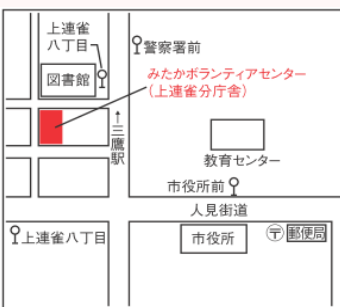 上連雀
八丁目
警察署前
図書館
みたかボランティアセンター
（上連雀分庁舎）
↑三鷹駅
教育センター
市役所前
人見街道
上連雀八丁目
市役所
〒郵便局